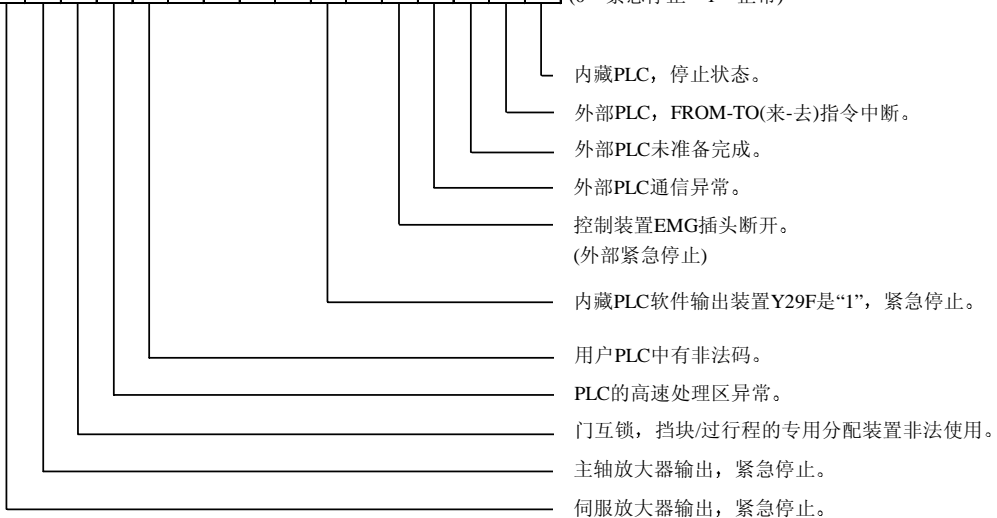 (0：紧急停止 1：正常)
内藏PLC，停止状态。
外部PLC，FROM-TO(来-去)指令中断。
外部PLC未准备完成。
外部PLC通信异常。
控制装置EMG插头断开。
(外部紧急停止)
内藏PLC软件输出装置Y29F是“1”，紧急停止。
用户PLC中有非法码。
PLC的高速处理区异常。
门互锁，挡块/过行程的专用分配装置非法使用。
主轴放大器输出，紧急停止。
伺服放大器输出，紧急停止。